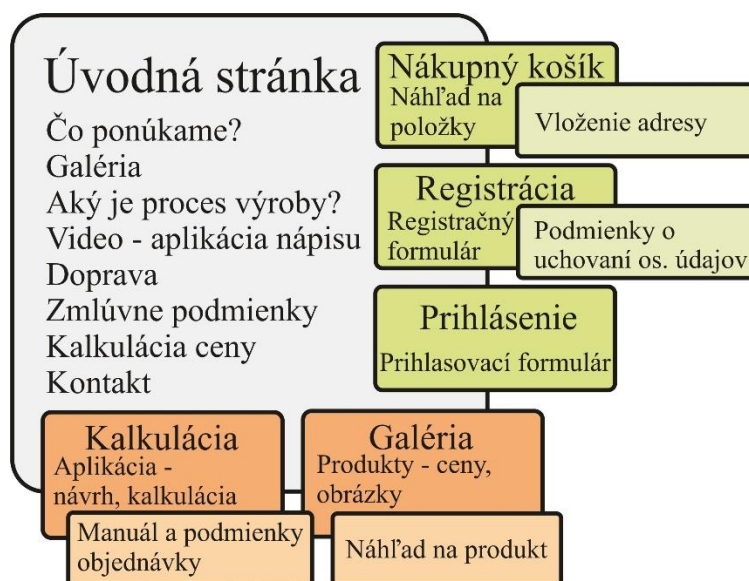 Úvodná stránka
Čo ponúkame?
Galéria
Aký je proces výroby?
Video - aplikácia nápisu
Doprava
Zmlúvne podmienky
Kalkulácia ceny
Kontakt
Nákupný košík
Náhľad na
položky
Vloženie adresy
Registrácia
Registračný
formulár
Podmienky o
uchovaní os. údajov
Prihlásenie
Prihlasovací formulár
Kalkulácia
Aplikácia -
návrh, kalkulácia
Manuál a podmienky
objednávky
Galéria
Produkty - ceny,
obrázky
Náhľad na produkt